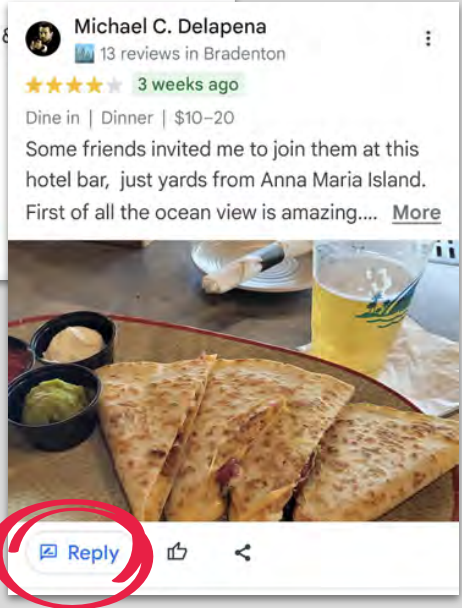 Michael C. Delapena
13 reviews in Bradenton
3 weeks ago
Dine in | Dinner | $10–20
Some friends invited me to join them at this
hotel bar, just yards from Anna Maria Island.
First of all the ocean view is amazing.... More
Reply